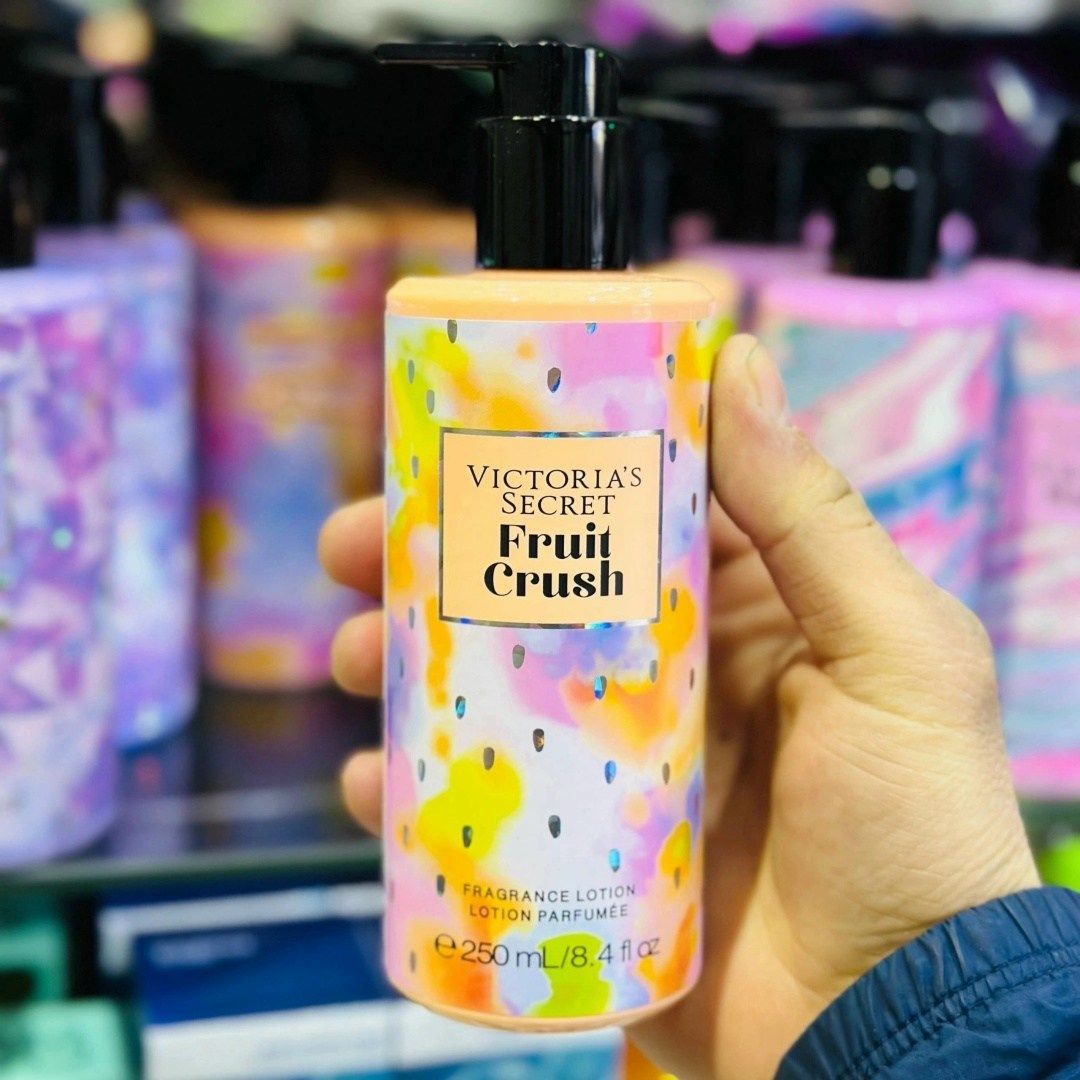 VICTORIA'S
SECRET
Fruit
Crush
FRAGRANCE LOTION
LOTION PARFUMÉE
℮ 250 mL/8.4 fl oz